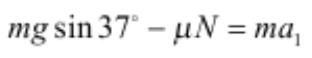 mg sin 37° − μN = ma₁